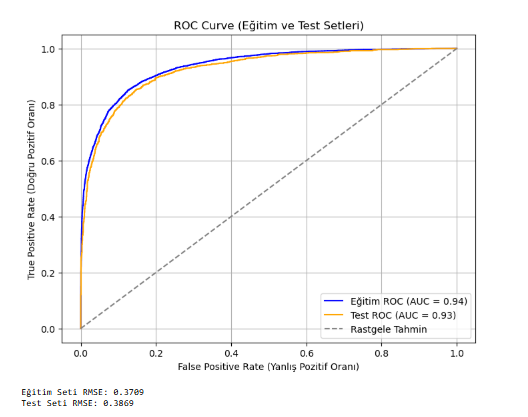 ROC Curve (Eğitim ve Test Setleri)
1.0
0.8
0.6
0.4
0.2
0.0
True Positive Rate (Doğru Pozitif Oranı)
Eğitim ROC (AUC = 0.94)
Test ROC (AUC = 0.93)
Rastgele Tahmin
0.0 0.2 0.4 0.6 0.8 1.0
False Positive Rate (Yanlış Pozitif Oranı)
Eğitim Seti RMSE: 0.3709
Test Seti RMSE: 0.3869